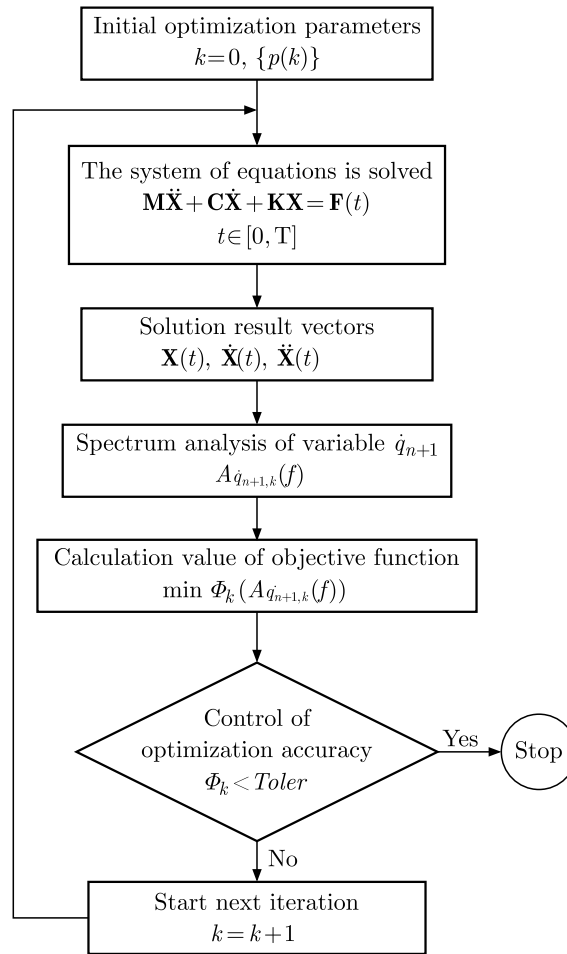 Initial optimization parameters
k=0, {p(k)}
The system of equations is solved
MẌ+CẊ+KX=F(t)
t∈[0,T]
Solution result vectors
X(t), Ẋ(t), Ẍ(t)
Spectrum analysis of variable q̇ₙ₊₁
A_{q̇_{n+1,k}}(f)
Calculation value of objective function
min Φₖ(A_{q̇_{n+1,k}}(f))
Control of
optimization accuracy
Φₖ<Toler
Yes
Stop
No
Start next iteration
k=k+1